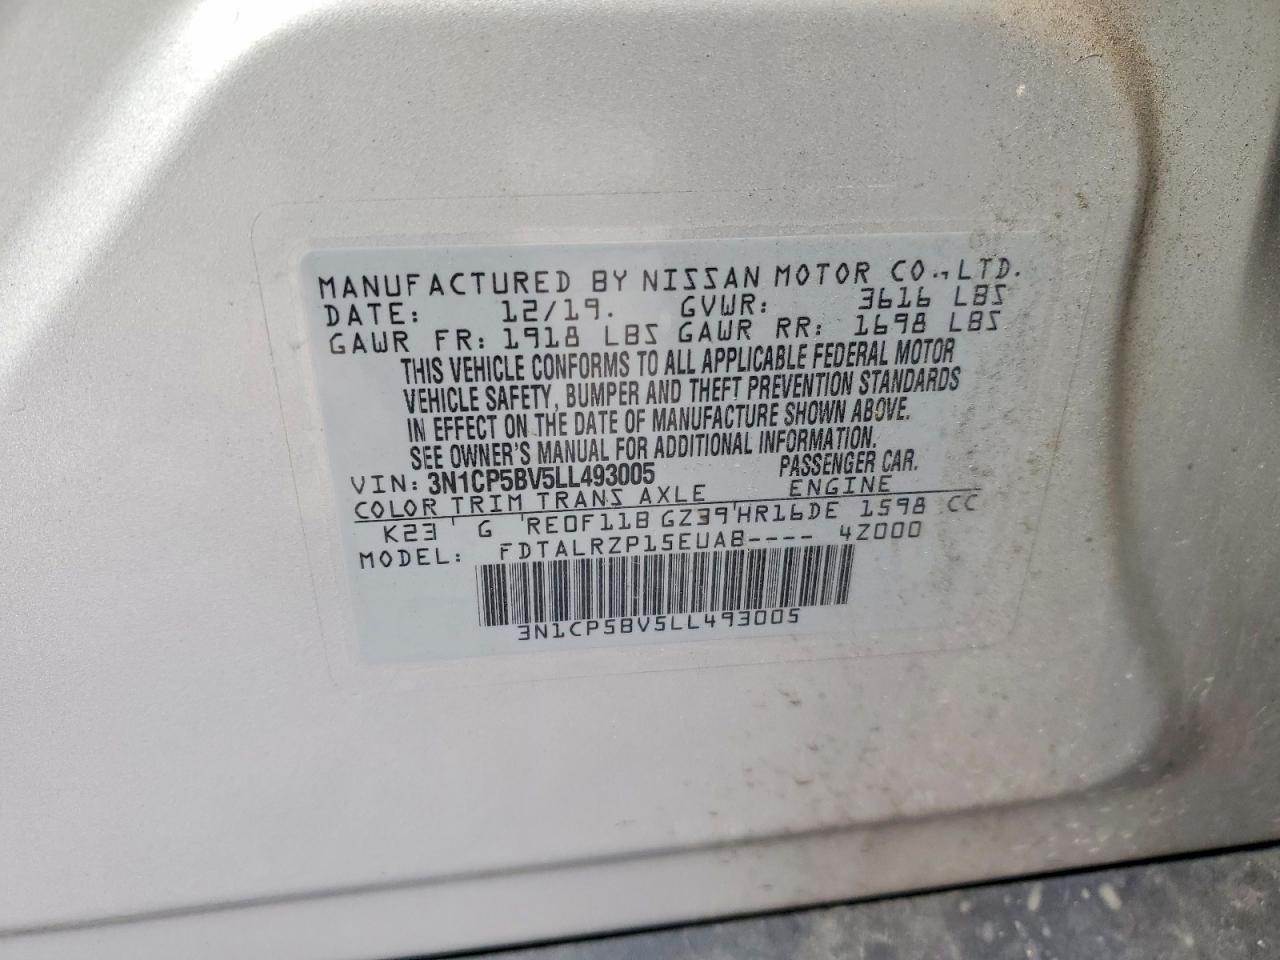 MANUFACTURED BY NISSAN MOTOR CO.,LTD.
DATE: 12/19. GVWR: 3616 LBS
GAWR FR: 1918 LBS GAWR RR: 1698 LBS
THIS VEHICLE CONFORMS TO ALL APPLICABLE FEDERAL MOTOR
VEHICLE SAFETY, BUMPER AND THEFT PREVENTION STANDARDS
IN EFFECT ON THE DATE OF MANUFACTURE SHOWN ABOVE.
SEE OWNER'S MANUAL FOR ADDITIONAL INFORMATION.
VIN: 3N1CP5BV5LL493005 PASSENGER CAR.
COLOR TRIM TRANS AXLE ENGINE
K23 G RE0F11B GZ39 HR16DE 1598 CC
MODEL: FDTALRZP15EUAB---- 4Z000
3N1CP5BV5LL493005